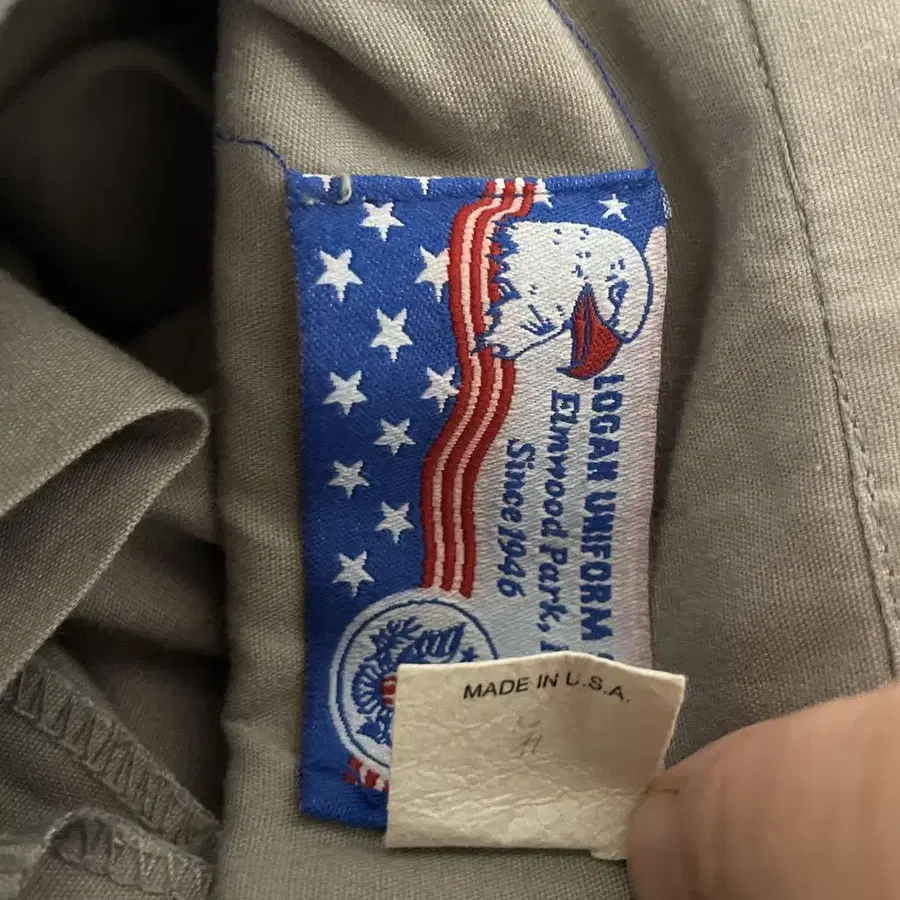 LOGAN UNIFORM
Elmwood Park,
Since 1946
MADE IN U.S.A.